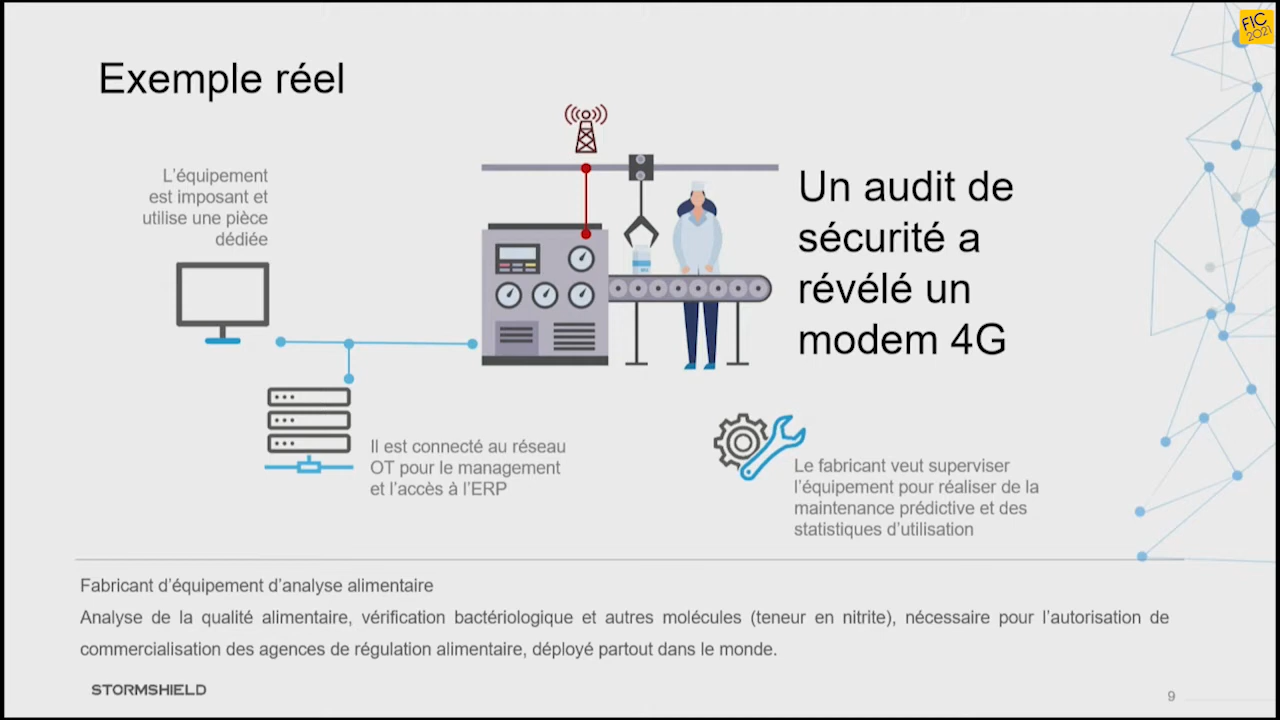 FIC
2021
Exemple réel
L'équipement
est imposant et
utilise une pièce
dédiée
Un audit de
sécurité a
révélé un
modem 4G
Il est connecté au réseau
OT pour le management
et l'accès à l'ERP
Le fabricant veut superviser
l'équipement pour réaliser de la
maintenance prédictive et des
statistiques d'utilisation
Fabricant d'équipement d'analyse alimentaire
Analyse de la qualité alimentaire, vérification bactériologique et autres molécules (teneur en nitrite), nécessaire pour l'autorisation de
commercialisation des agences de régulation alimentaire, déployé partout dans le monde.
STORMSHIELD
9